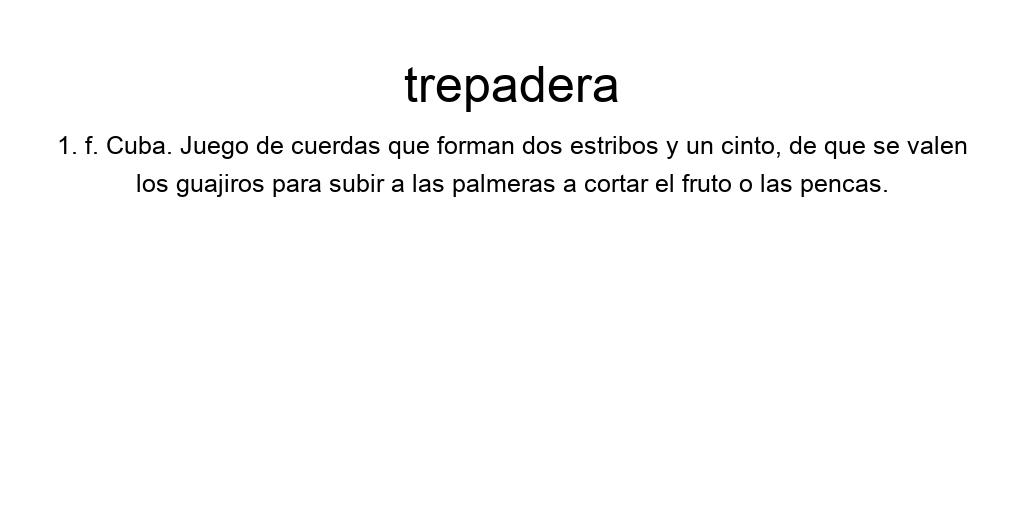 trepadera
1. f. Cuba. Juego de cuerdas que forman dos estribos y un cinto, de que se valen
los guajiros para subir a las palmeras a cortar el fruto o las pencas.